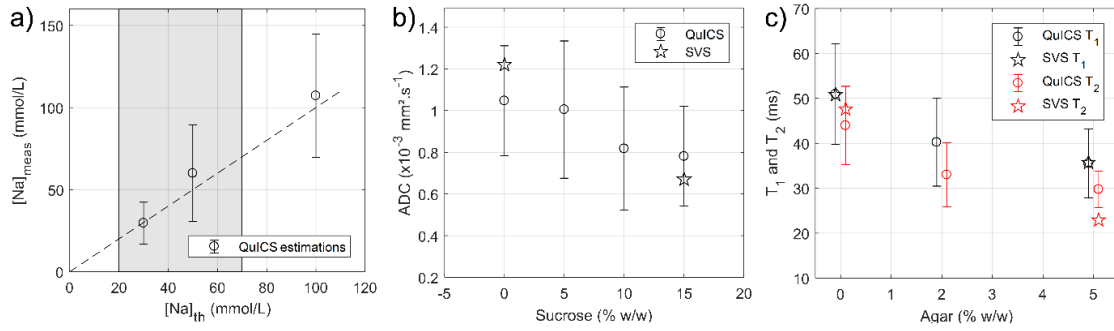 a)
150
100
50
0
[Na]meas (mmol/L)
QuICS estimations
0 20 40 60 80 100 120
[Na]th (mmol/L)
b)
1.4
1.2
1.0
0.8
0.6
0.4
0.2
ADC (x10⁻³ mm².s⁻¹)
QuICS
SVS
-5 0 5 10 15 20
Sucrose (% w/w)
c)
70
60
50
40
30
20
10
T₁ and T₂ (ms)
QuICS T₁
SVS T₁
QuICS T₂
SVS T₂
0 1 2 3 4 5
Agar (% w/w)